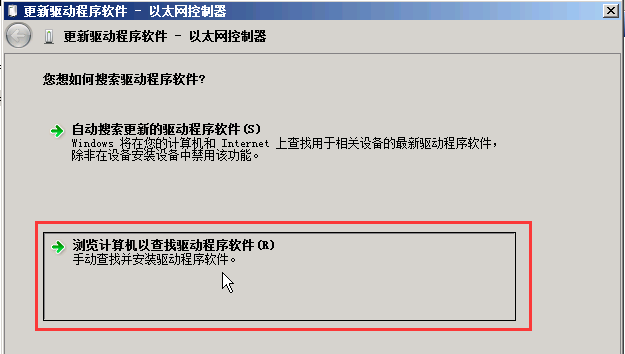 更新驱动程序软件 - 以太网控制器
更新驱动程序软件 - 以太网控制器
您想如何搜索驱动程序软件?
自动搜索更新的驱动程序软件(S)
Windows 将在您的计算机和 Internet 上查找用于相关设备的最新驱动程序软件,
除非在设备安装设备中禁用该功能。
浏览计算机以查找驱动程序软件(R)
手动查找并安装驱动程序软件。